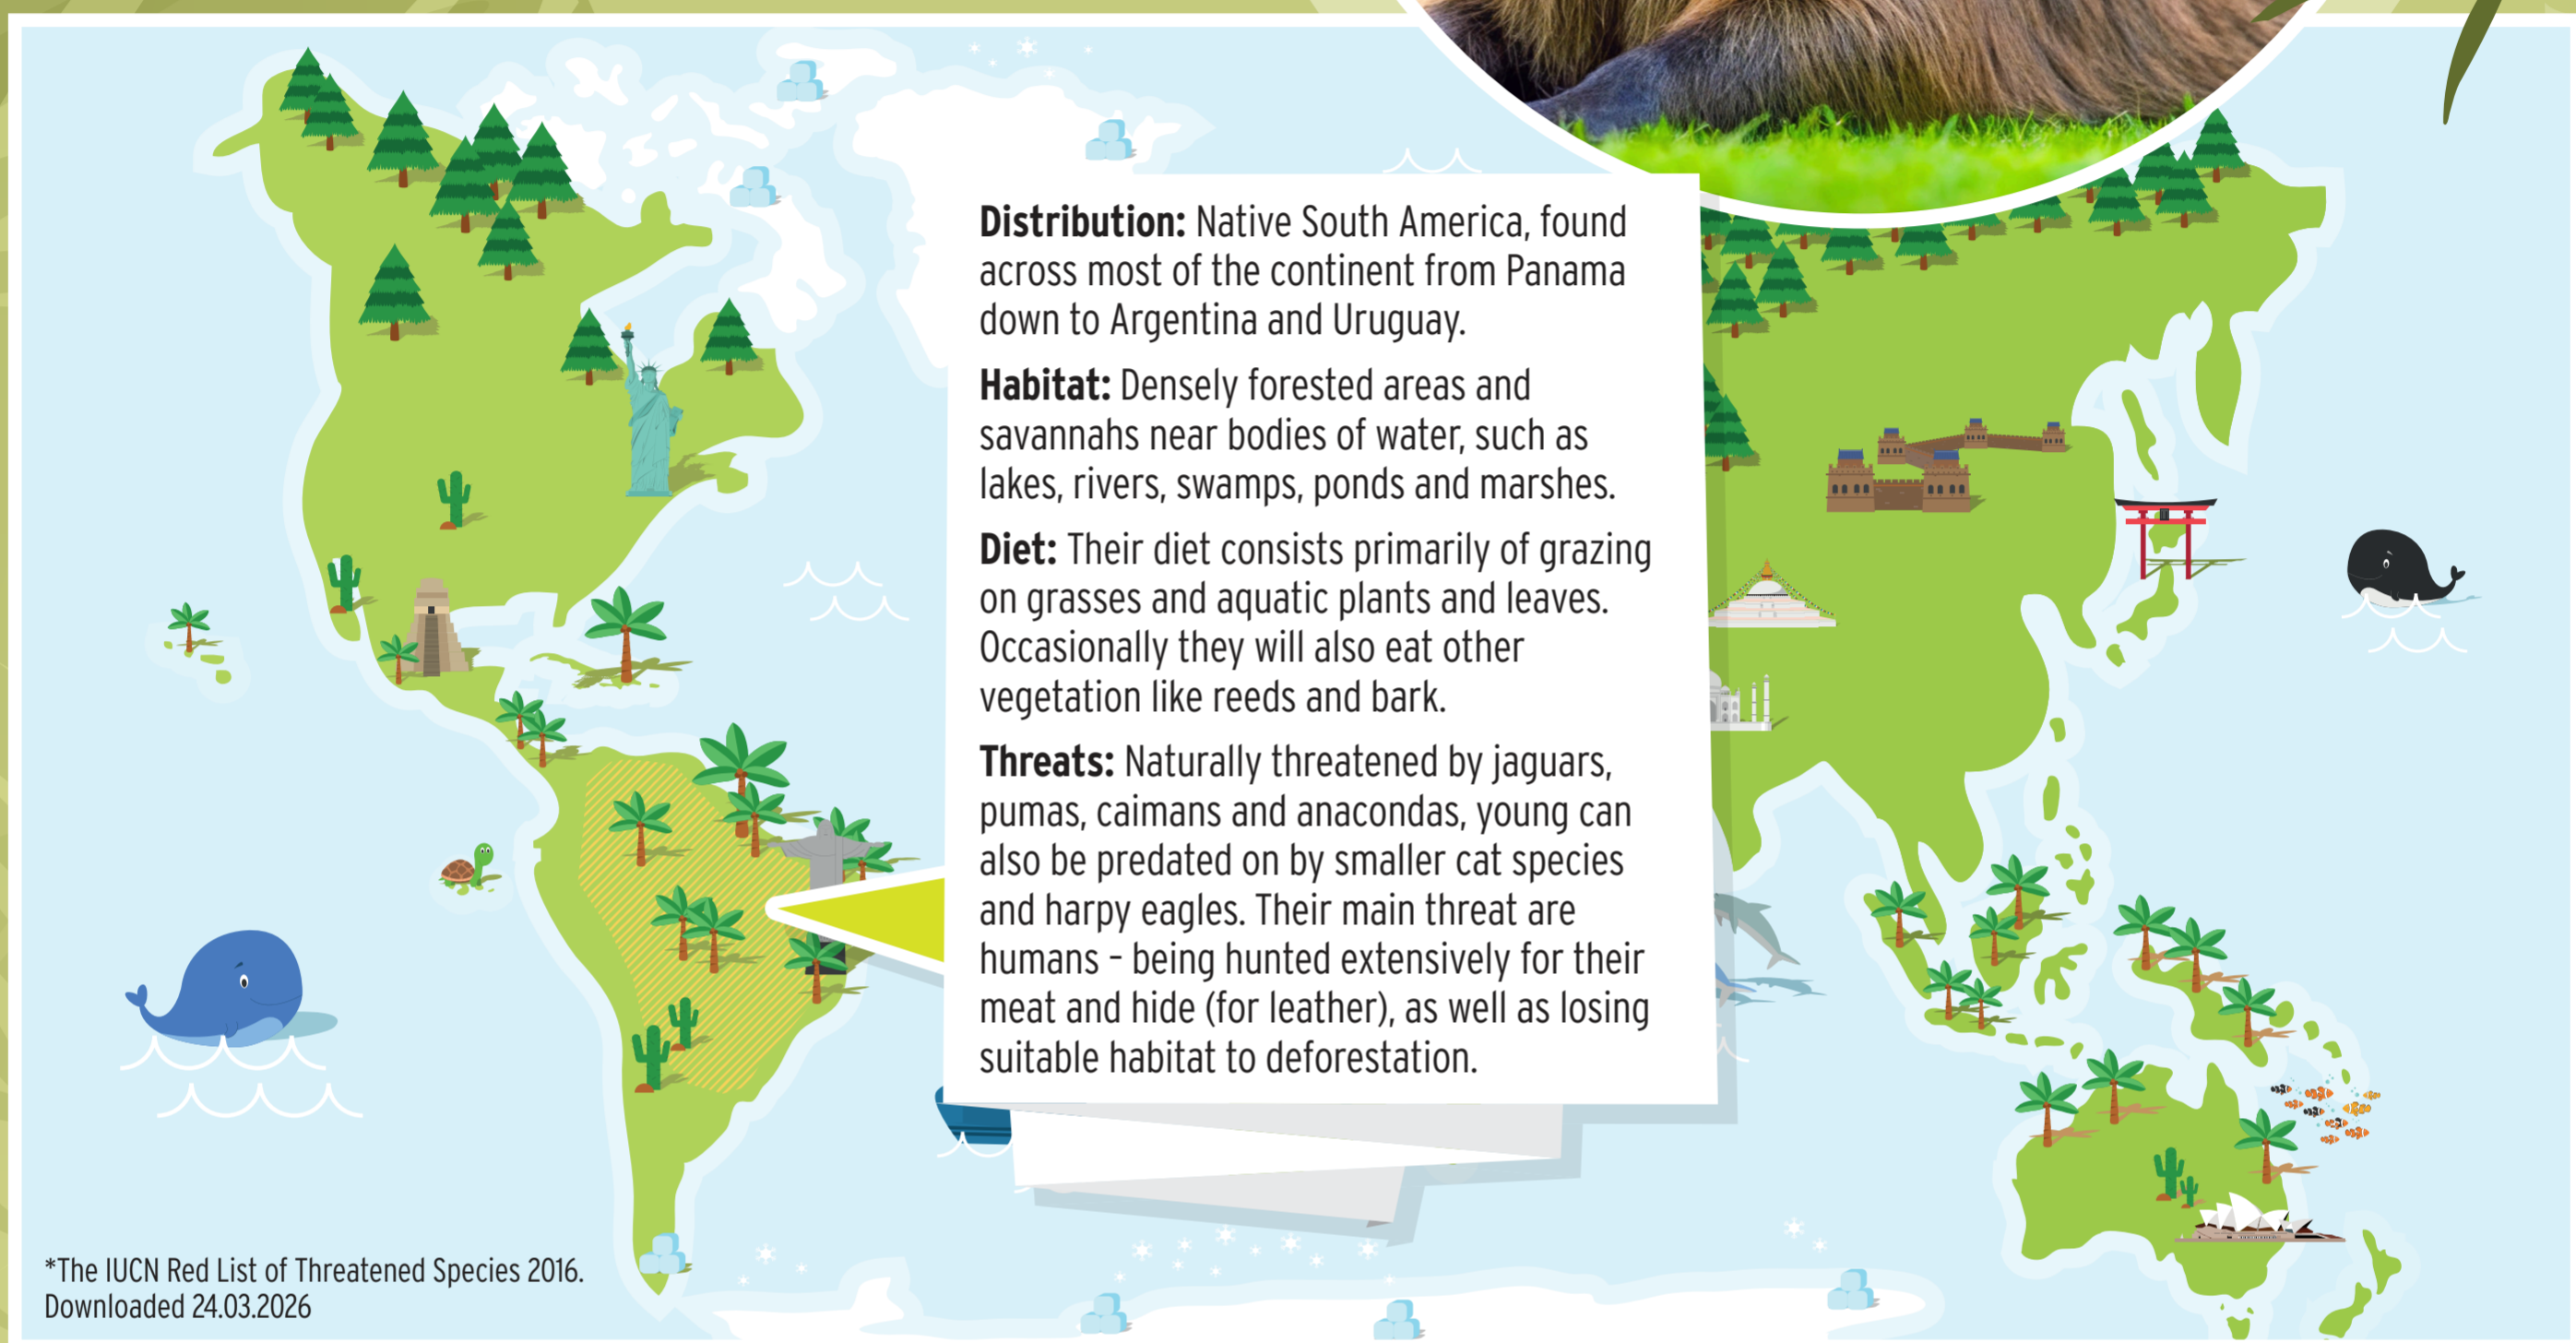 Distribution: Native South America, found
across most of the continent from Panama
down to Argentina and Uruguay.
Habitat: Densely forested areas and
savannahs near bodies of water, such as
lakes, rivers, swamps, ponds and marshes.
Diet: Their diet consists primarily of grazing
on grasses and aquatic plants and leaves.
Occasionally they will also eat other
vegetation like reeds and bark.
Threats: Naturally threatened by jaguars,
pumas, caimans and anacondas, young can
also be predated on by smaller cat species
and harpy eagles. Their main threat are
humans – being hunted extensively for their
meat and hide (for leather), as well as losing
suitable habitat to deforestation.
*The IUCN Red List of Threatened Species 2016.
Downloaded 24.03.2026